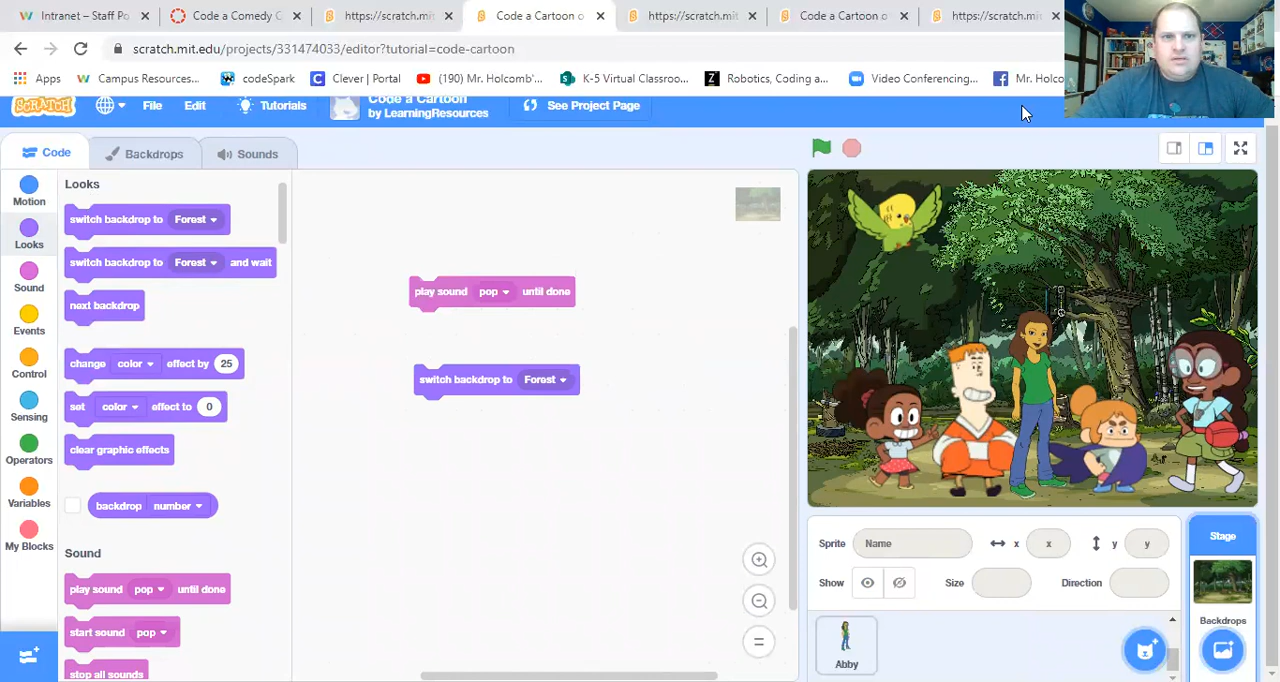 Intranet – Staff Po
Code a Comedy G
https://scratch.mit.
Code a Cartoon o
https://scratch.mit.
Code a Cartoon o
https://scratch.mi
scratch.mit.edu/projects/331474033/editor?tutorial=code-cartoon
Apps
Campus Resources...
codeSpark
Clever | Portal
(190) Mr. Holcomb'...
K-5 Virtual Classroo...
Robotics, Coding a...
Video Conferencing...
Mr. Holco
SCRATCH
File
Edit
Tutorials
Code a Cartoon
by LearningResources
See Project Page
Code
Backdrops
Sounds
Motion
Looks
Sound
Events
Control
Sensing
Operators
Variables
My Blocks
Looks
switch backdrop to Forest
switch backdrop to Forest and wait
next backdrop
change color effect by 25
set color effect to 0
clear graphic effects
backdrop number
Sound
play sound pop until done
start sound pop
stop all sounds
play sound pop until done
switch backdrop to Forest
Sprite
Name
x
x
y
y
Show
Size
Direction
Abby
Stage
Backdrops